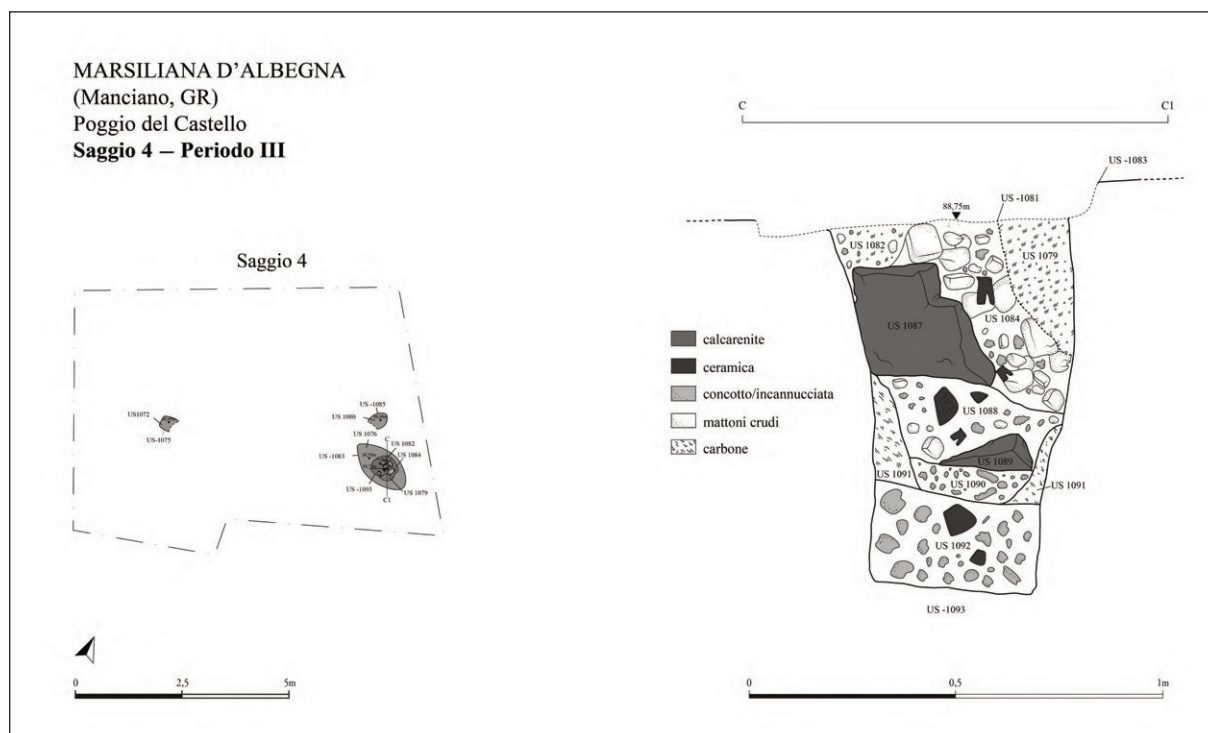 MARSILIANA D'ALBEGNA
(Manciano, GR)
Poggio del Castello
Saggio 4 – Periodo III
Saggio 4
US1072
US-1075
US -1085
US 1080
US 1076
C
US 1082
US -1083
US 1084
US -1093
US 1079
C1
0
2,5
5m
C
C1
US -1083
US -1081
88,75m
US 1082
US 1079
US 1084
US 1087
US 1088
US 1089
US 1091
US 1090
US 1091
US 1092
US -1093
calcarenite
ceramica
concotto/incannucciata
mattoni crudi
carbone
0
0,5
1m